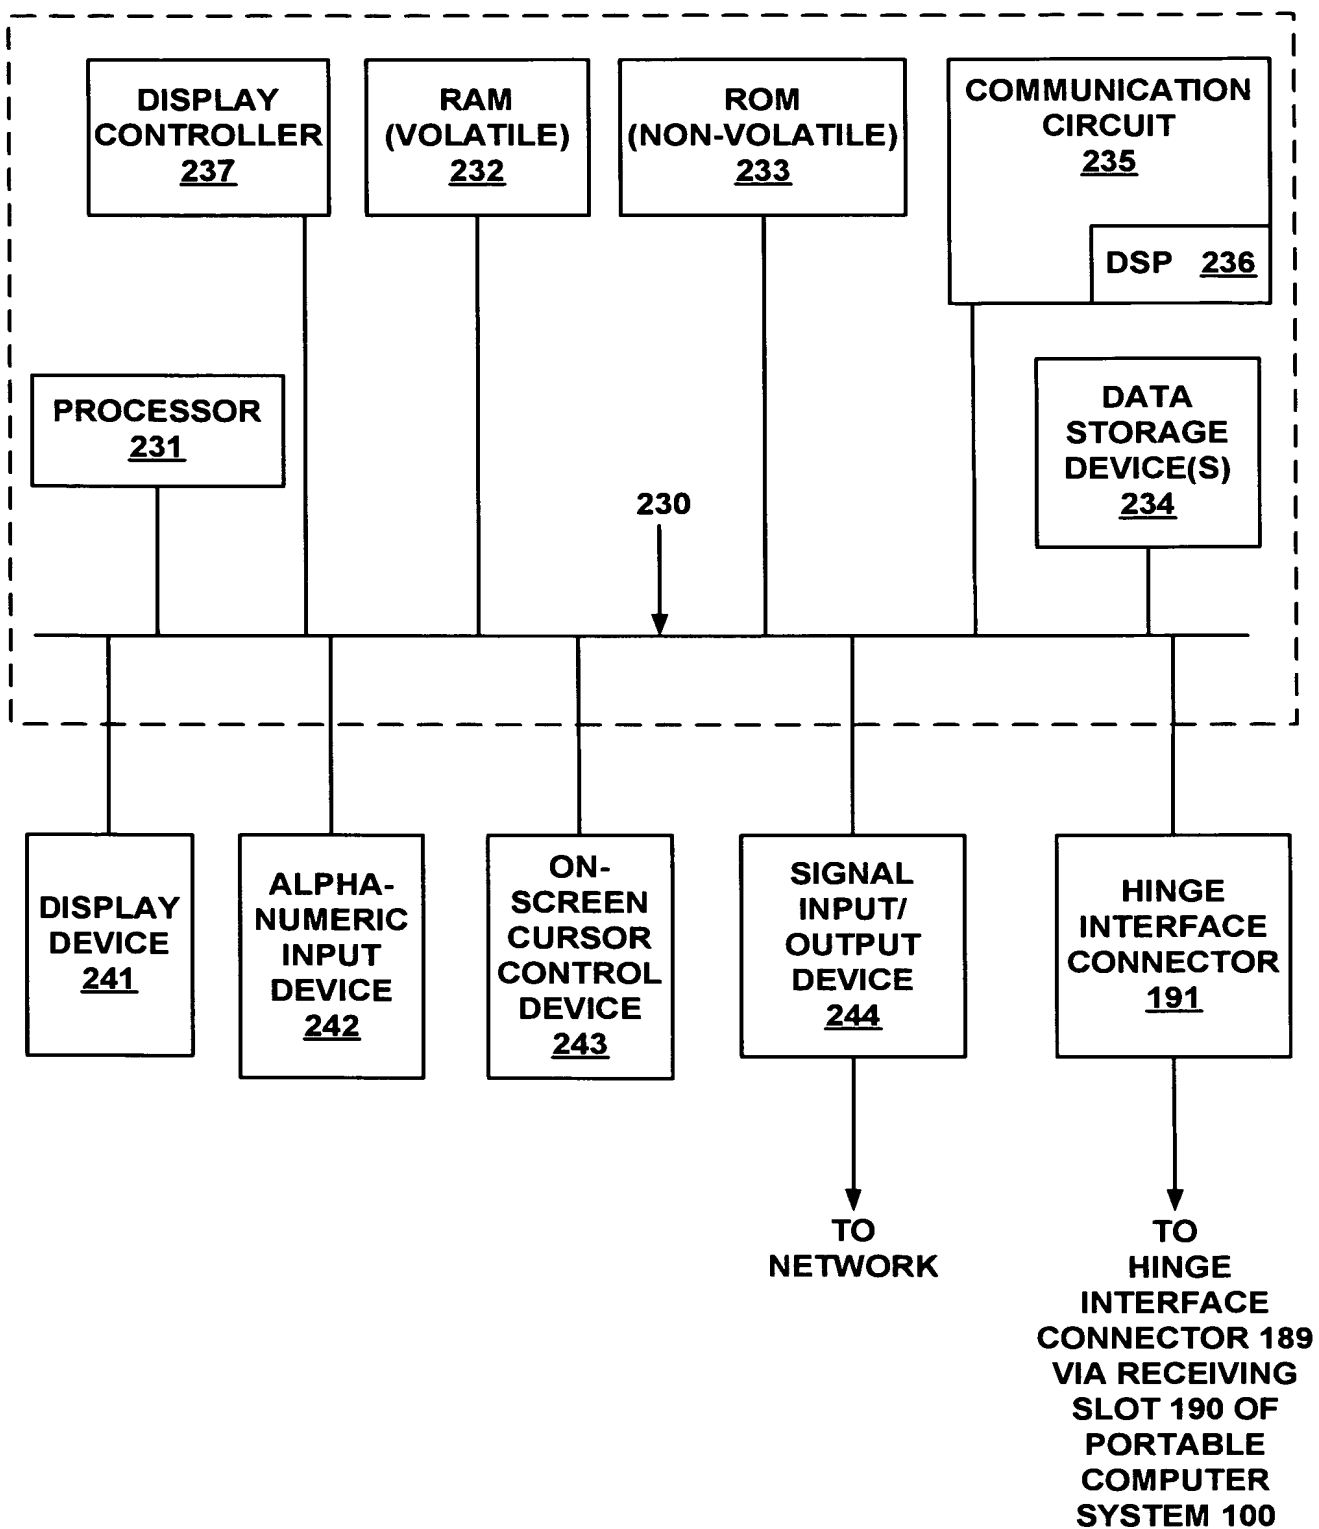 DISPLAY
CONTROLLER
237
RAM
(VOLATILE)
232
ROM
(NON-VOLATILE)
233
COMMUNICATION
CIRCUIT
235
DSP 236
PROCESSOR
231
DATA
STORAGE
DEVICE(S)
234
230
DISPLAY
DEVICE
241
ALPHA-
NUMERIC
INPUT
DEVICE
242
ON-
SCREEN
CURSOR
CONTROL
DEVICE
243
SIGNAL
INPUT/
OUTPUT
DEVICE
244
HINGE
INTERFACE
CONNECTOR
191
TO
NETWORK
TO
HINGE
INTERFACE
CONNECTOR 189
VIA RECEIVING
SLOT 190 OF
PORTABLE
COMPUTER
SYSTEM 100